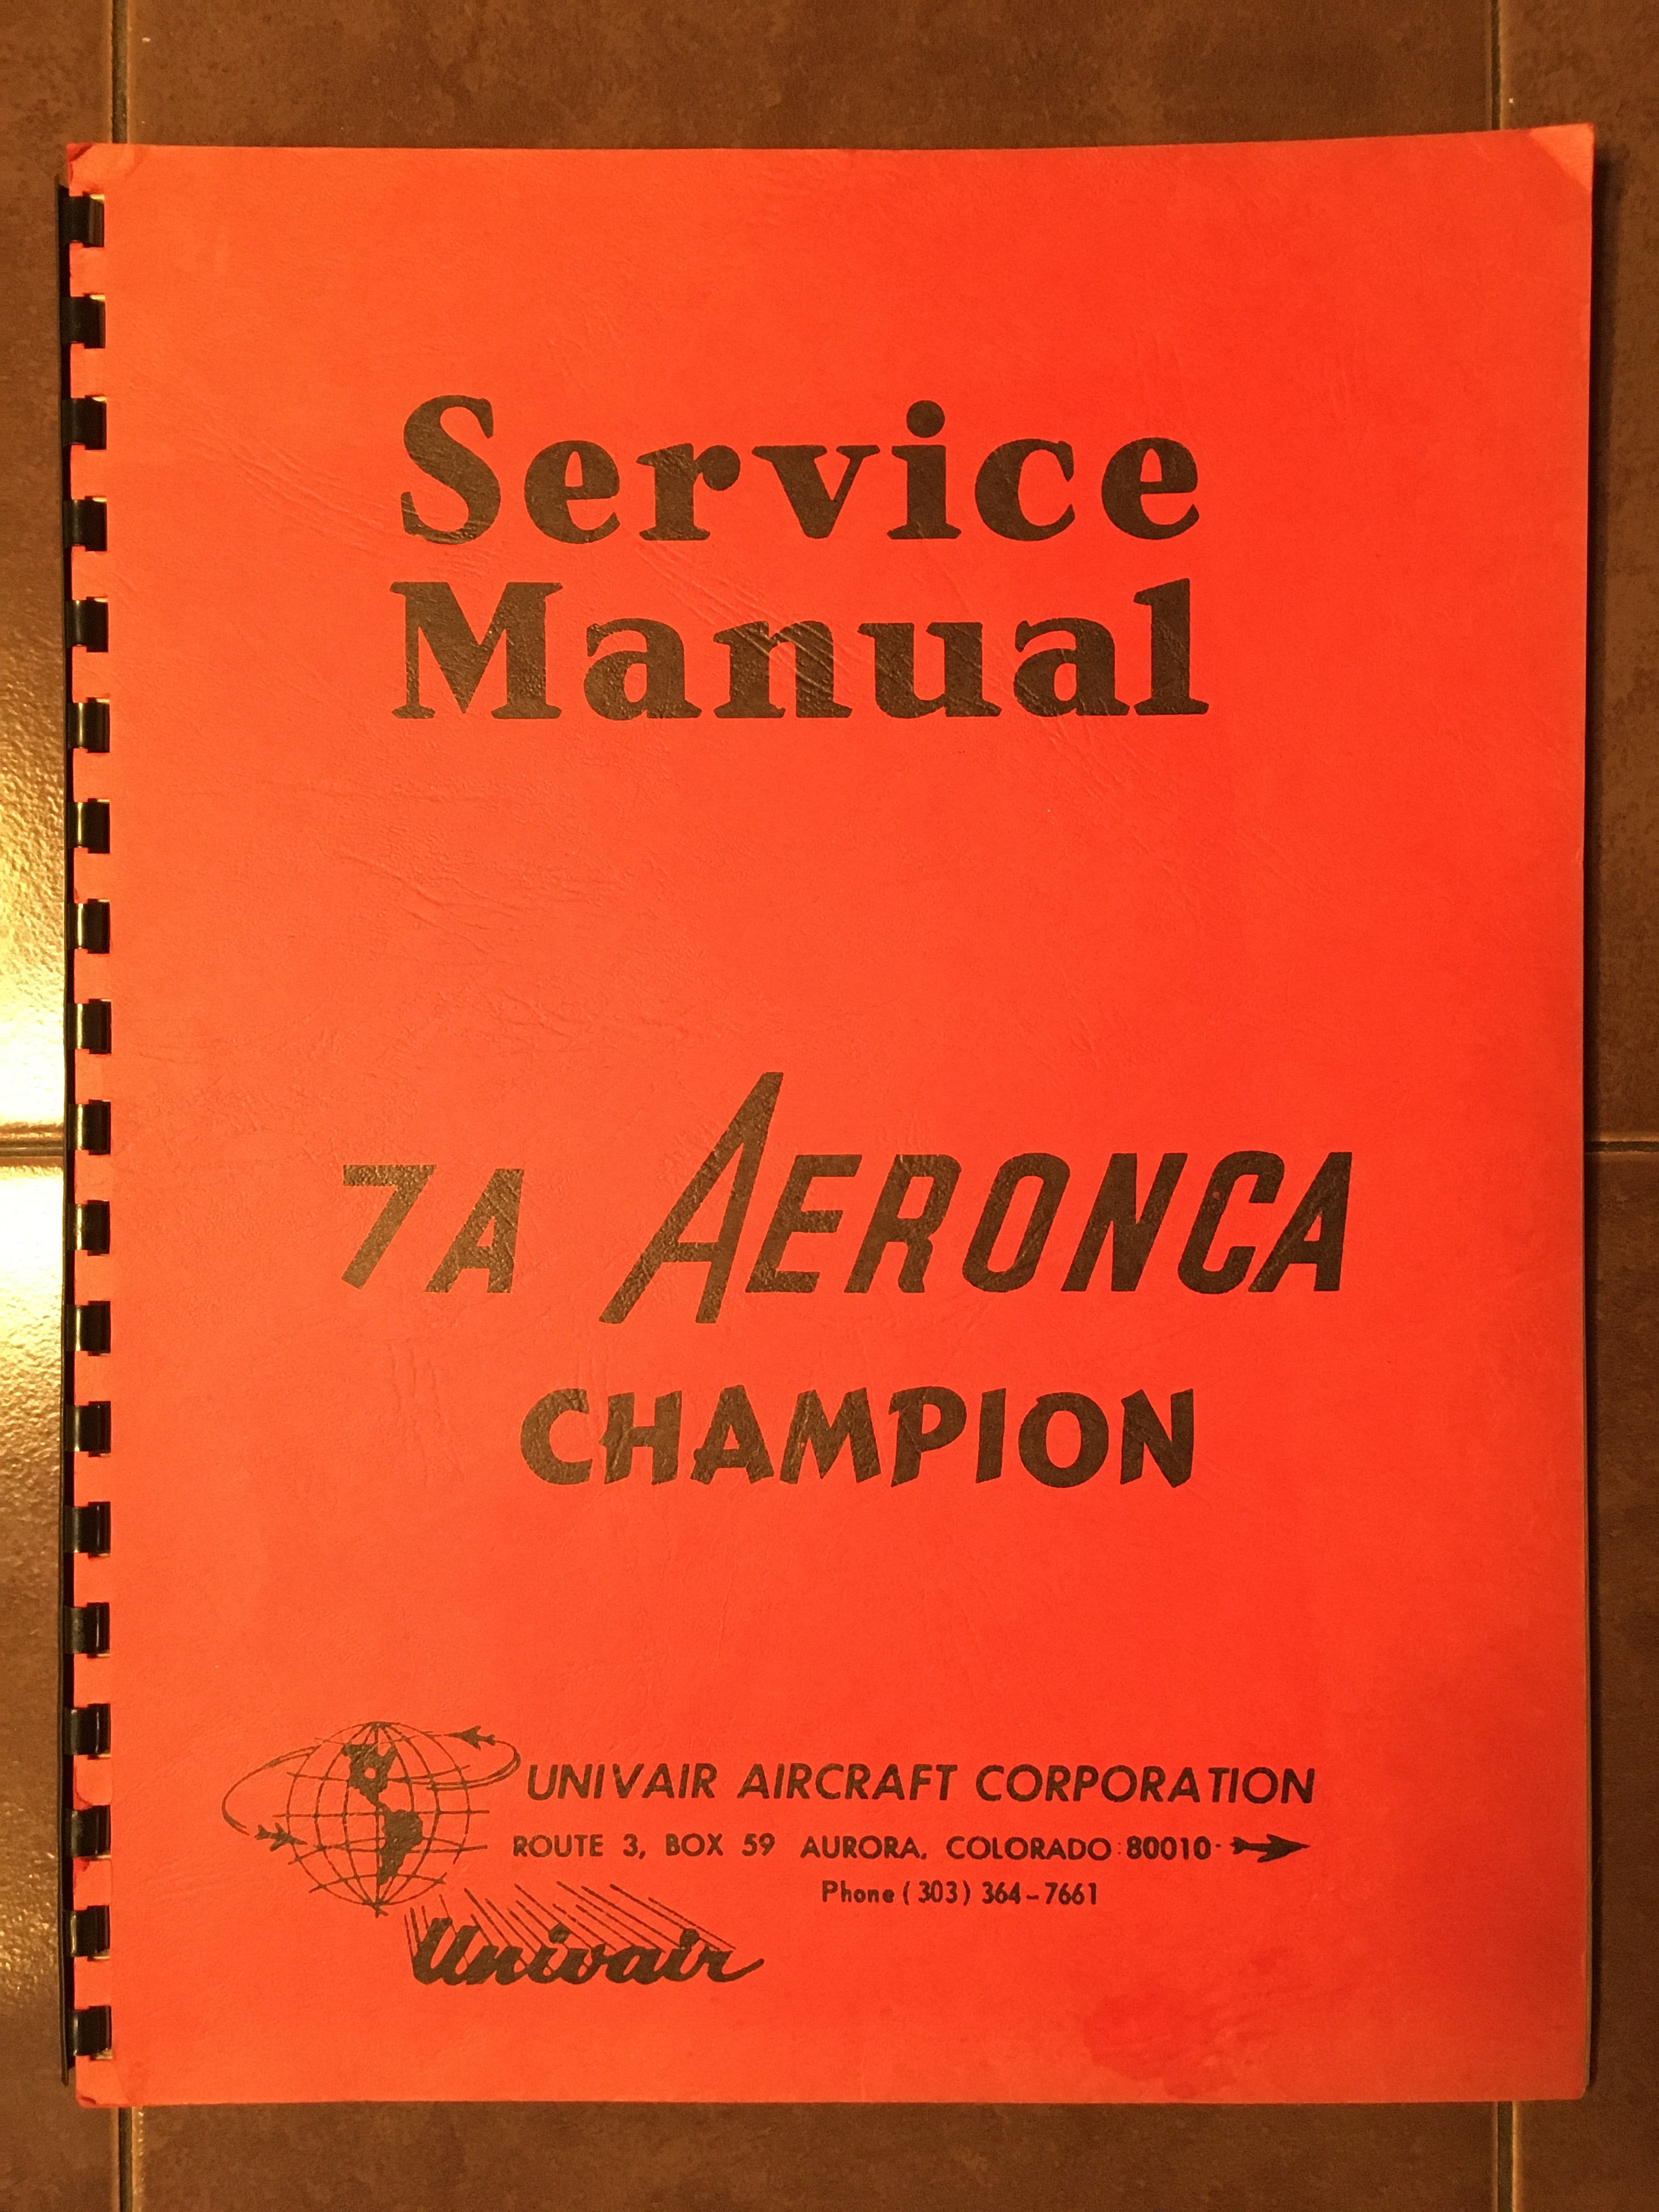 Service
Manual
7A AERONCA
CHAMPION
UNIVAIR AIRCRAFT CORPORATION
ROUTE 3, BOX 59 AURORA, COLORADO 80010
Phone (303) 364-7661
Univair